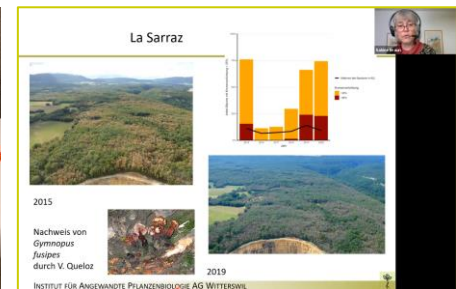 La Sarraz
2015
Nachweis von
Gymnopus
fusipes
durch V. Queloz
2019
INSTITUT FÜR ANGEWANDTE PFLANZENBIOLOGIE AG WITTERSWIL